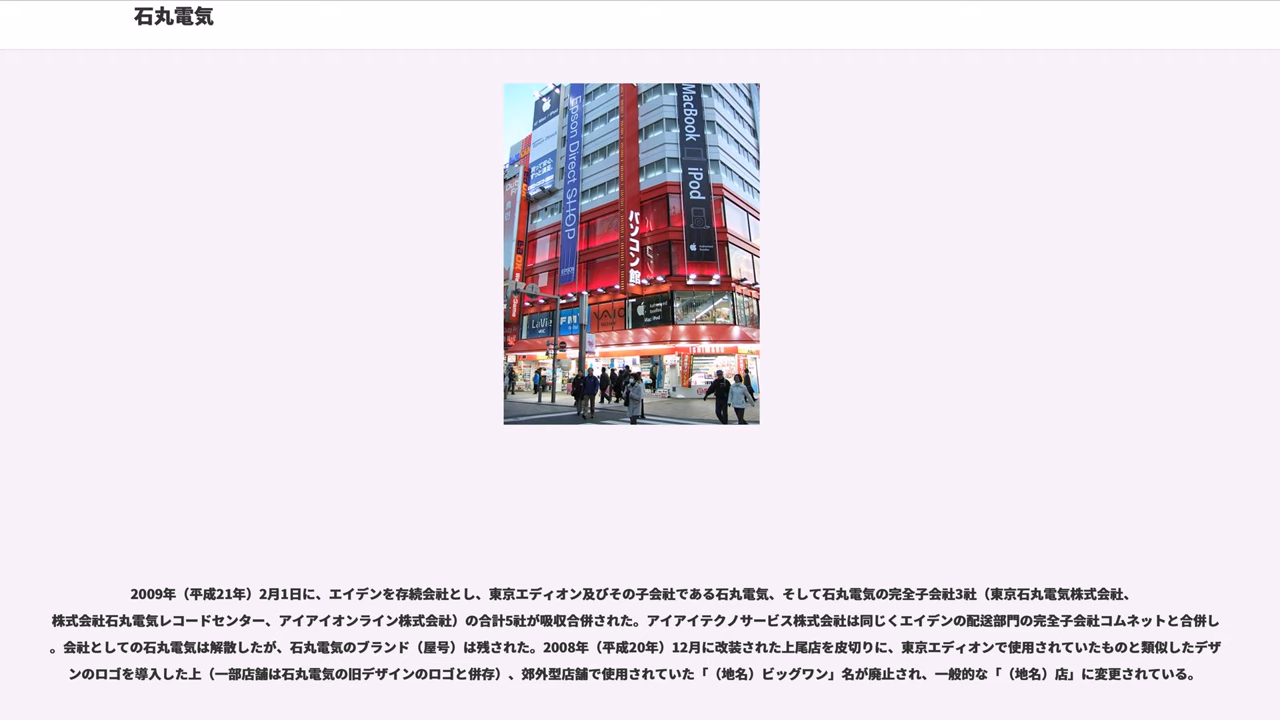 石丸電気
MacBook
iPod
Epson Direct SHOP
パソコン館
LaVie
VAIO
2009年（平成21年）2月1日に、エイデンを存続会社とし、東京エディオン及びその子会社である石丸電気、そして石丸電気の完全子会社3社（東京石丸電気株式会社、
株式会社石丸電気レコードセンター、アイアイオンライン株式会社）の合計5社が吸収合併された。アイアイテクノサービス株式会社は同じくエイデンの配送部門の完全子会社コムネットと合併し
。会社としての石丸電気は解散したが、石丸電気のブランド（屋号）は残された。2008年（平成20年）12月に改装された上尾店を皮切りに、東京エディオンで使用されていたものと類似したデザ
ンのロゴを導入した上（一部店舗は石丸電気の旧デザインのロゴと併存）、郊外型店舗で使用されていた「（地名）ビッグワン」名が廃止され、一般的な「（地名）店」に変更されている。